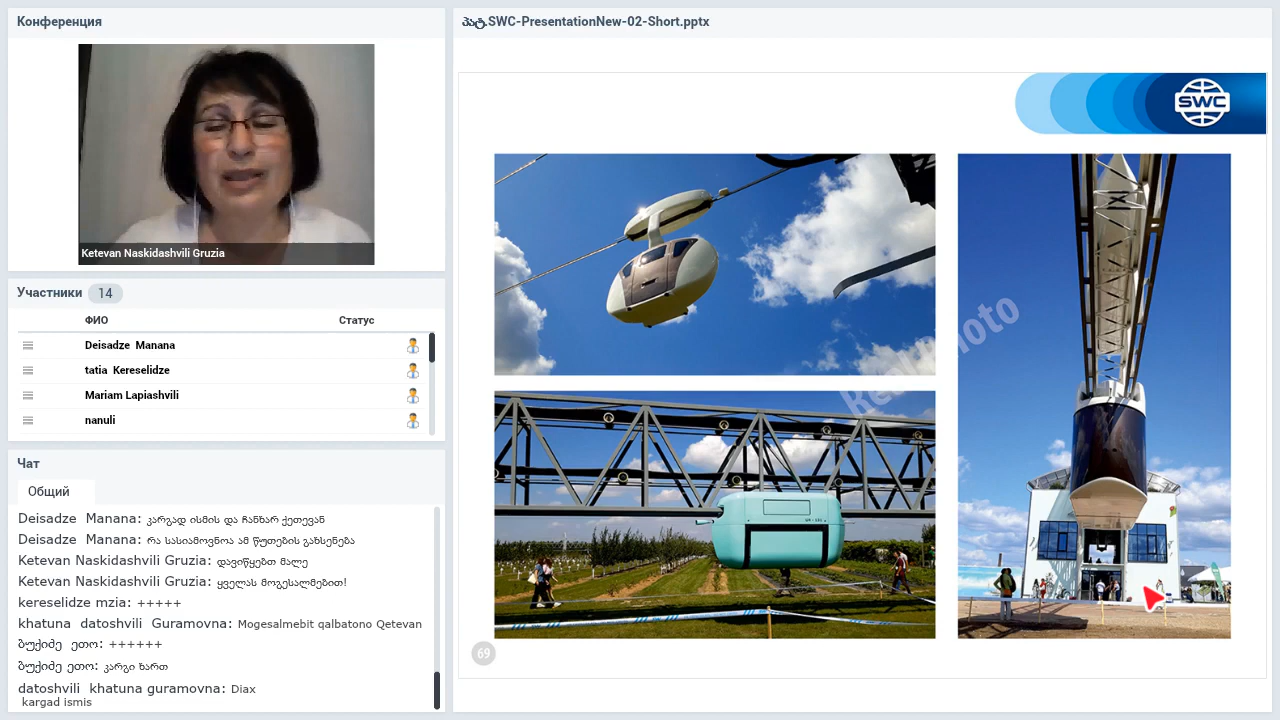 Конференция
Ketevan Naskidashvili Gruzia
Участники 14
ФИО Статус
Deisadze Manana
tatia Kereselidze
Mariam Lapiashvili
nanuli
Чат
Общий
Deisadze Manana: კარგად ისმის და ჩანხარ ქეთევან
Deisadze Manana: რა სასიამოვნოა ამ წუთების გახსენება
Ketevan Naskidashvili Gruzia: დავიწყებთ მალე
Ketevan Naskidashvili Gruzia: ყველას მოგესალმებით!
kereselidze mzia: +++++
khatuna datoshvili Guramovna: Mogesalmebit qalbatono Qetevan
ზუქიძე ეთო: ++++++
ზუქიძე ეთო: კარგი ხართ
datoshvili khatuna guramovna: Diax
kargad ismis
პატ.SWC-PresentationNew-02-Short.pptx
SWC
69